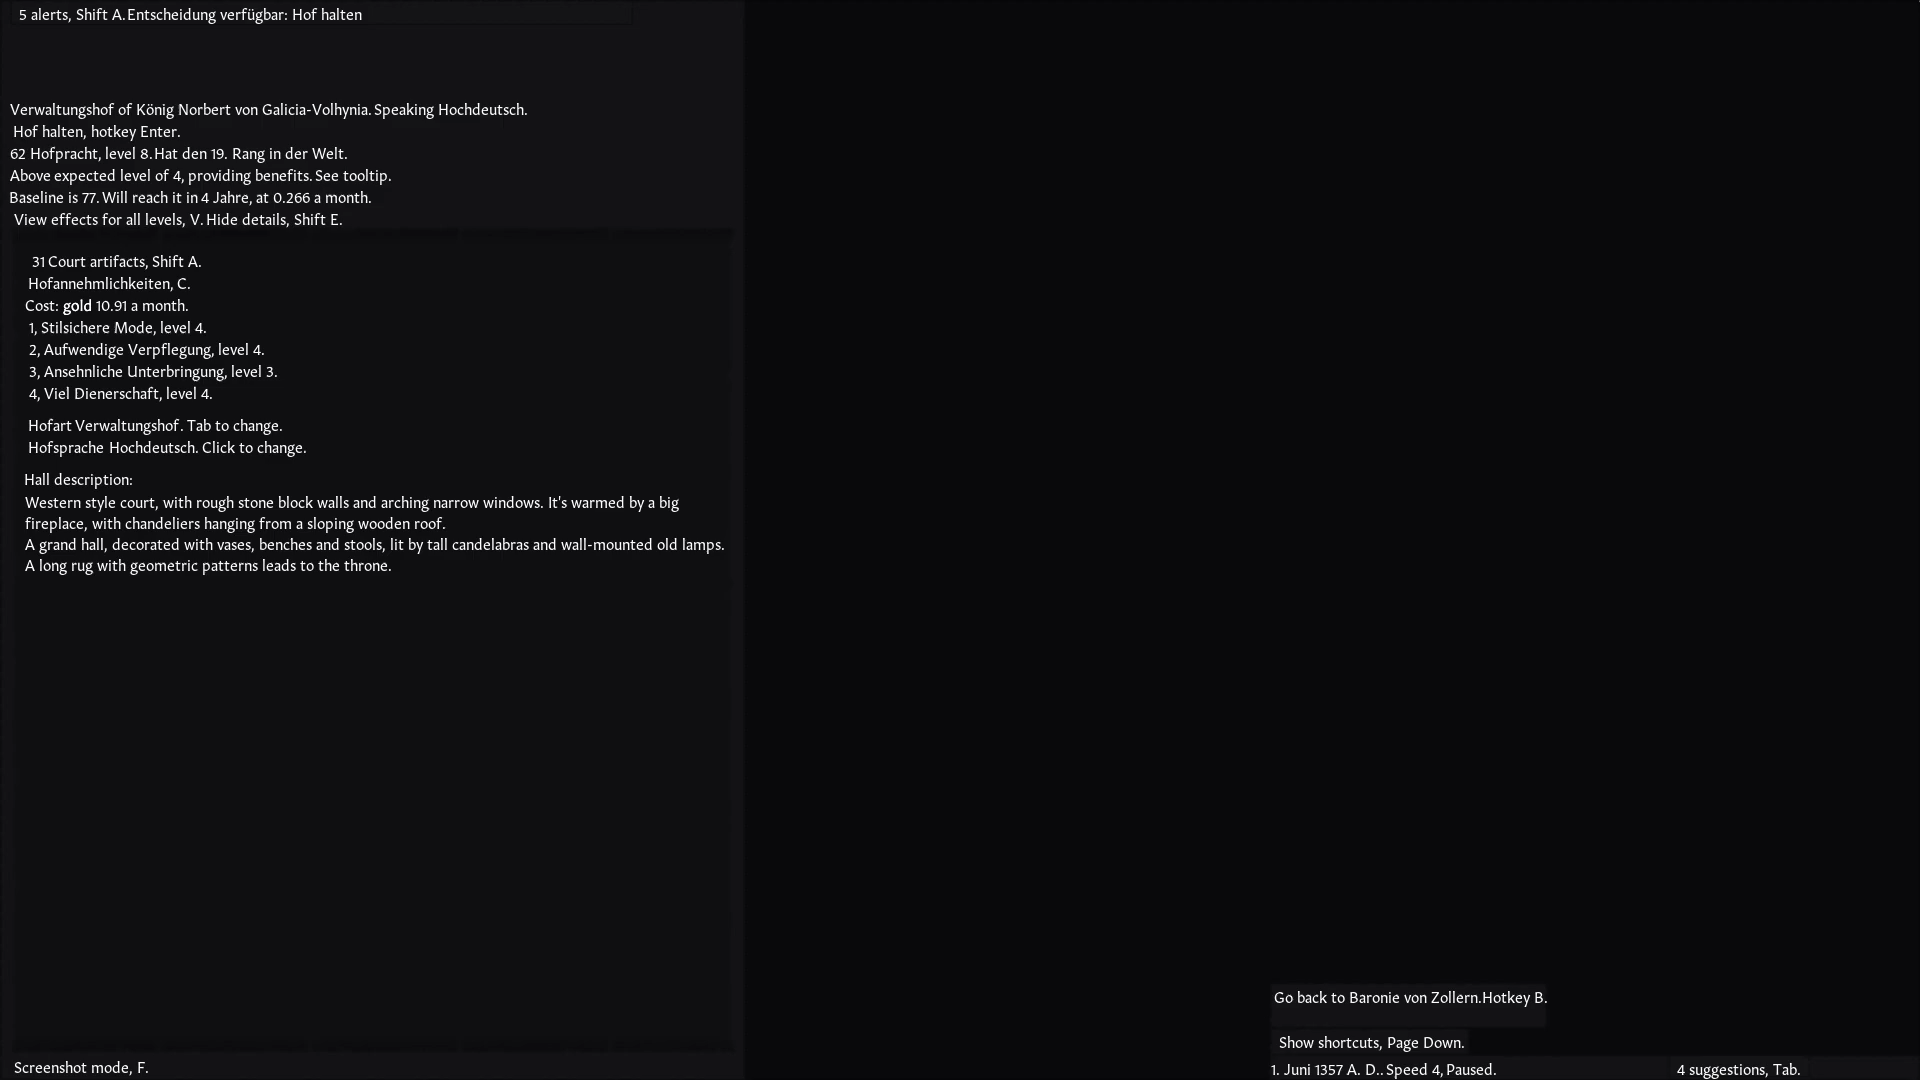 5 alerts, Shift A. Entscheidung verfügbar: Hof halten
Verwaltungshof of König Norbert von Galicia-Volhynia. Speaking Hochdeutsch.
Hof halten, hotkey Enter.
62 Hofpracht, level 8. Hat den 19. Rang in der Welt.
Above expected level of 4, providing benefits. See tooltip.
Baseline is 77. Will reach it in 4 Jahre, at 0.266 a month.
View effects for all levels, V. Hide details, Shift E.
31 Court artifacts, Shift A.
Hofannehmlichkeiten, C.
Cost: gold 10.91 a month.
1, Stilsichere Mode, level 4.
2, Aufwendige Verpflegung, level 4.
3, Ansehnliche Unterbringung, level 3.
4, Viel Dienerschaft, level 4.
Hofart Verwaltungshof. Tab to change.
Hofsprache Hochdeutsch. Click to change.
Hall description:
Western style court, with rough stone block walls and arching narrow windows. It's warmed by a big
fireplace, with chandeliers hanging from a sloping wooden roof.
A grand hall, decorated with vases, benches and stools, lit by tall candelabras and wall-mounted old lamps.
A long rug with geometric patterns leads to the throne.
Go back to Baronie von Zollern. Hotkey B.
Show shortcuts, Page Down.
Screenshot mode, F.
1. Juni 1357 A. D.. Speed 4, Paused.
4 suggestions, Tab.